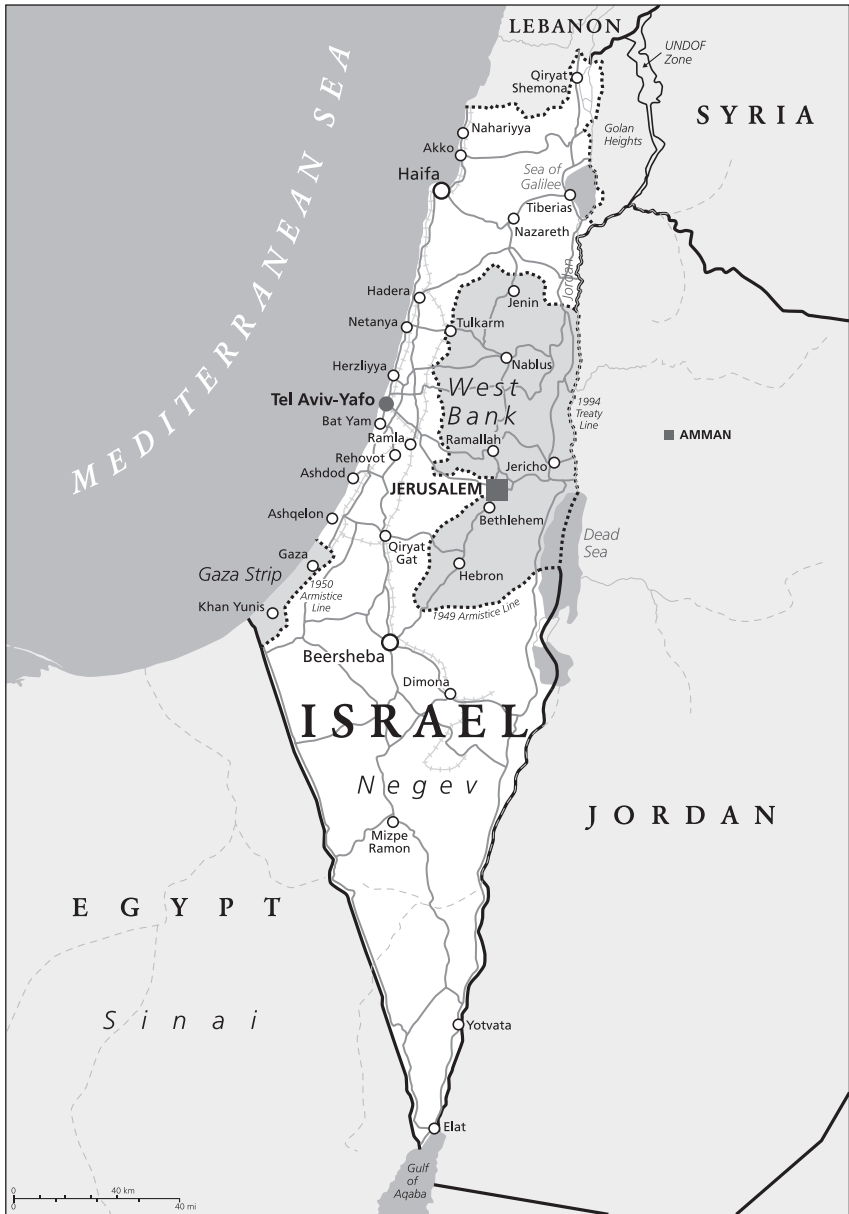 LEBANON
UNDOF
Zone
Qiryat
Shemona
SYRIA
Nahariyya
Golan
Heights
Akko
Haifa
Sea of
Galilee
Tiberias
Nazareth
MEDITERRANEAN SEA
Jordan
Hadera
Jenin
Netanya
Tulkarm
Nablus
Herzliyya
West
Bank
Tel Aviv-Yafo
1994
Treaty
Line
Bat Yam
Ramla
Ramallah
AMMAN
Rehovot
Jericho
Ashdod
JERUSALEM
Ashqelon
Bethlehem
Dead
Sea
Gaza
Qiryat
Gat
Gaza Strip
Hebron
1950
Armistice
Line
Khan Yunis
1949 Armistice Line
Beersheba
Dimona
ISRAEL
Negev
JORDAN
Mizpe
Ramon
EGYPT
Sinai
Yotvata
Elat
Gulf
of
Aqaba
0 40 km
0 40 mi